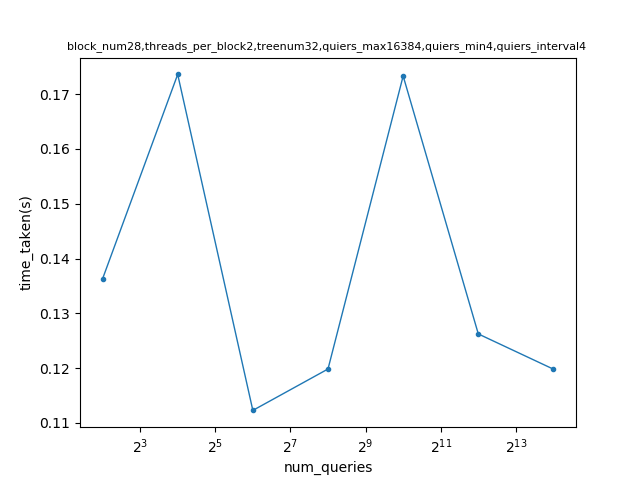 block_num28,threads_per_block2,treenum32,quiers_max16384,quiers_min4,quiers_interval4
0.17
0.16
0.15
0.14
0.13
0.12
0.11
time_taken(s)
2^3 2^5 2^7 2^9 2^11 2^13
num_queries